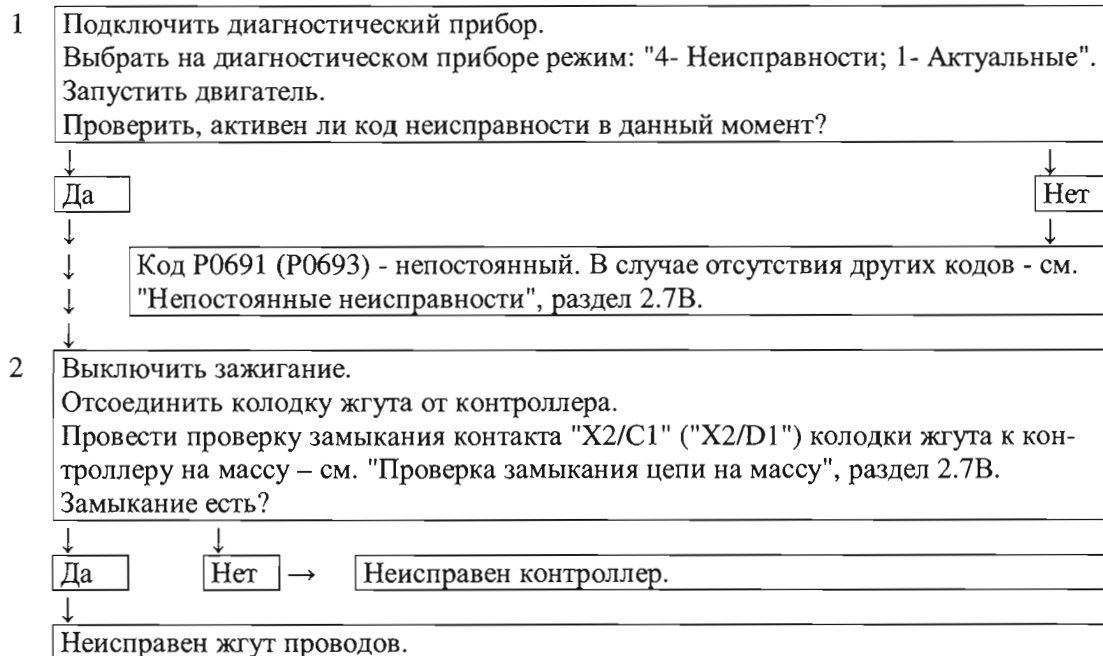 1 Подключить диагностический прибор.
Выбрать на диагностическом приборе режим: "4- Неисправности; 1- Актуальные".
Запустить двигатель.
Проверить, активен ли код неисправности в данный момент?
↓ ↓
Да Нет
↓ ↓
↓ Код P0691 (P0693) - непостоянный. В случае отсутствия других кодов - см.
↓ "Непостоянные неисправности", раздел 2.7В.
↓
2 Выключить зажигание.
Отсоединить колодку жгута от контроллера.
Провести проверку замыкания контакта "X2/C1" ("X2/D1") колодки жгута к кон-
троллеру на массу – см. "Проверка замыкания цепи на массу", раздел 2.7В.
Замыкание есть?
↓ ↓
Да Нет → Неисправен контроллер.
↓
Неисправен жгут проводов.